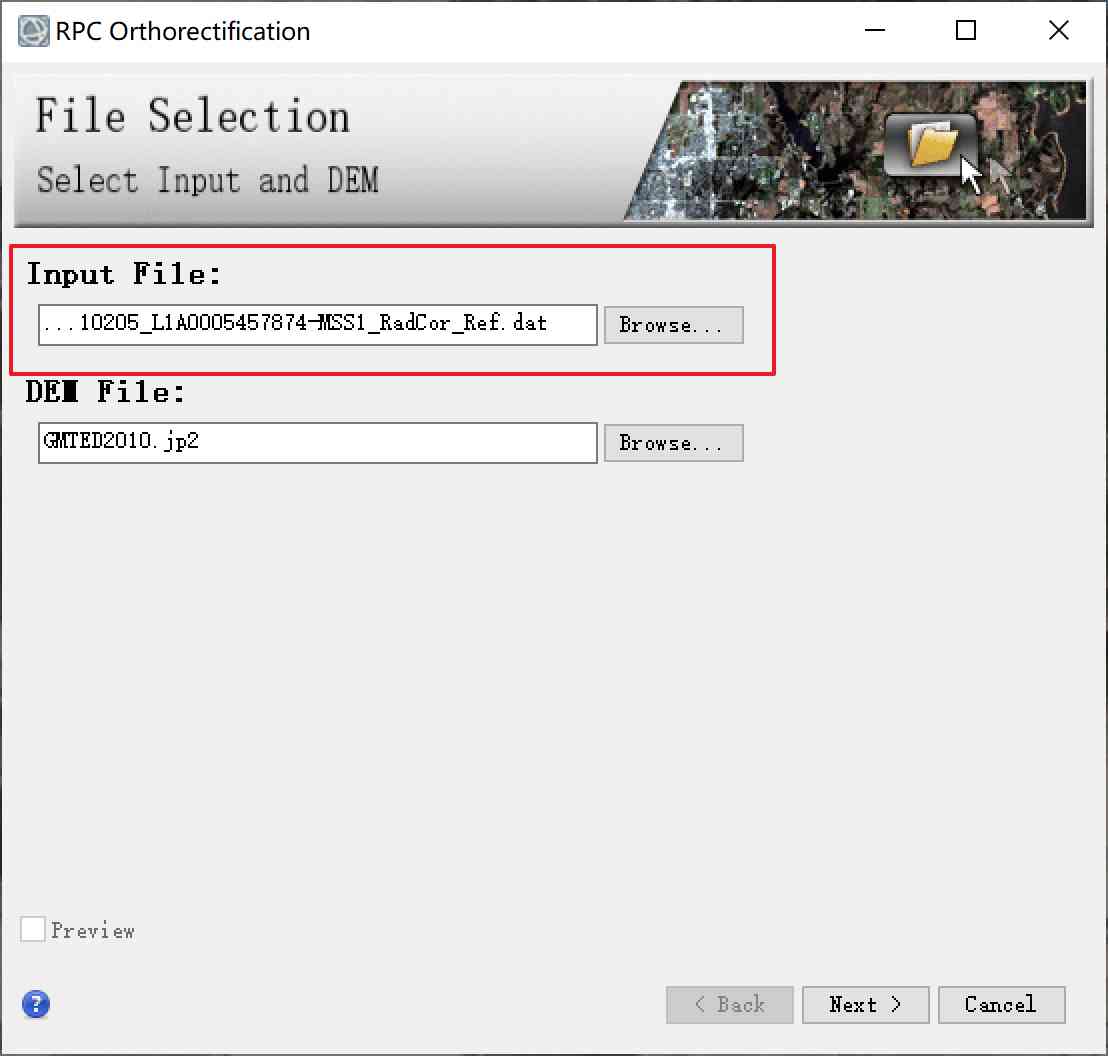 RPC Orthorectification
File Selection
Select Input and DEM
Input File:
...10205_L1A0005457874-MSS1_RadCor_Ref.dat
Browse...
DEM File:
GMTED2010.jp2
Browse...
Preview
?
< Back
Next >
Cancel